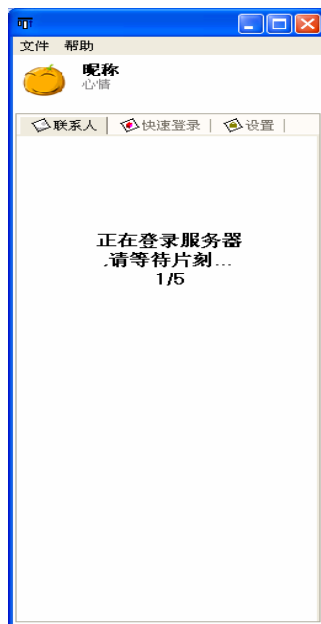 文件 帮助
昵称
心情
联系人 | 快速登录 | 设置 |
正在登录服务器
,请等待片刻...
1/5